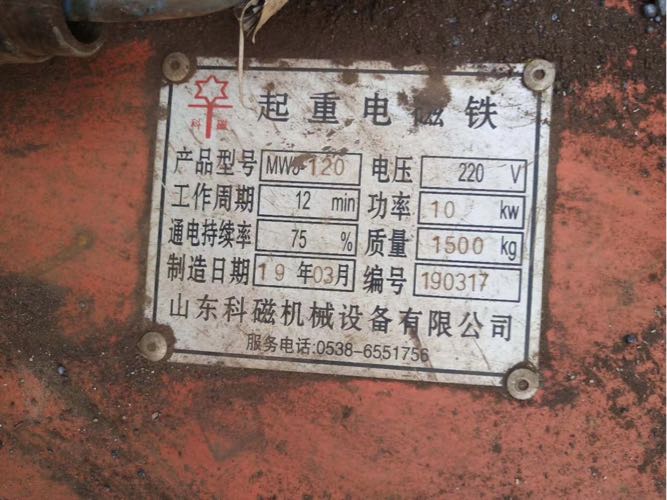 科磁
起重电磁铁
产品型号 MW5-120 电压 220 V
工作周期 12 min 功率 10 kw
通电持续率 75 % 质量 1500 kg
制造日期 19 年 03 月 编号 190317
山东科磁机械设备有限公司
服务电话:0538-6551756